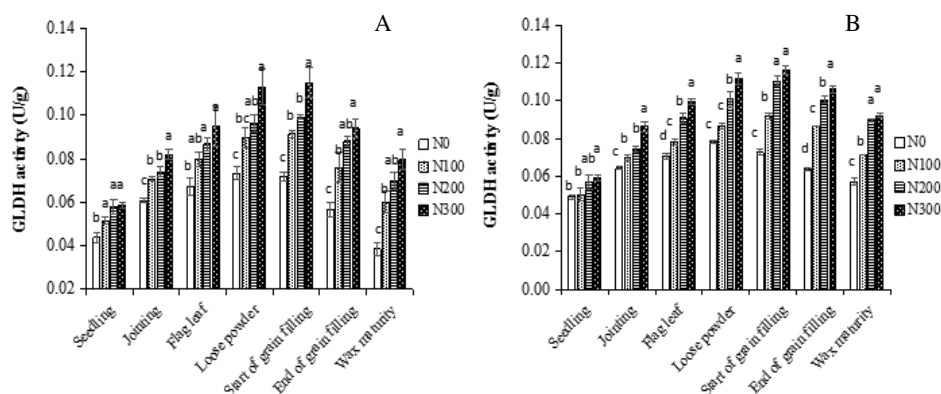 A
GLDH activity (U/g)
0.14
0.12
0.10
0.08
0.06
0.04
0.02
b a aa
c b b a
b ab ab a
c bc ab a
c b b a
c b ab a
c b ab a
Seedling
Jointing
Flag leaf
Loose powder
Start of grain filling
End of grain filling
Wax maturity
N0
N100
N200
N300
B
GLDH activity (U/g)
0.14
0.12
0.10
0.08
0.06
0.04
0.02
0.00
b b ab a
c b b a
d c b a
c c b a
c b a a
d c b a
c b a a
Seedling
Jointing
Flag leaf
Loose powder
Start of grain filling
End of grain filling
Wax maturity
N0
N100
N200
N300